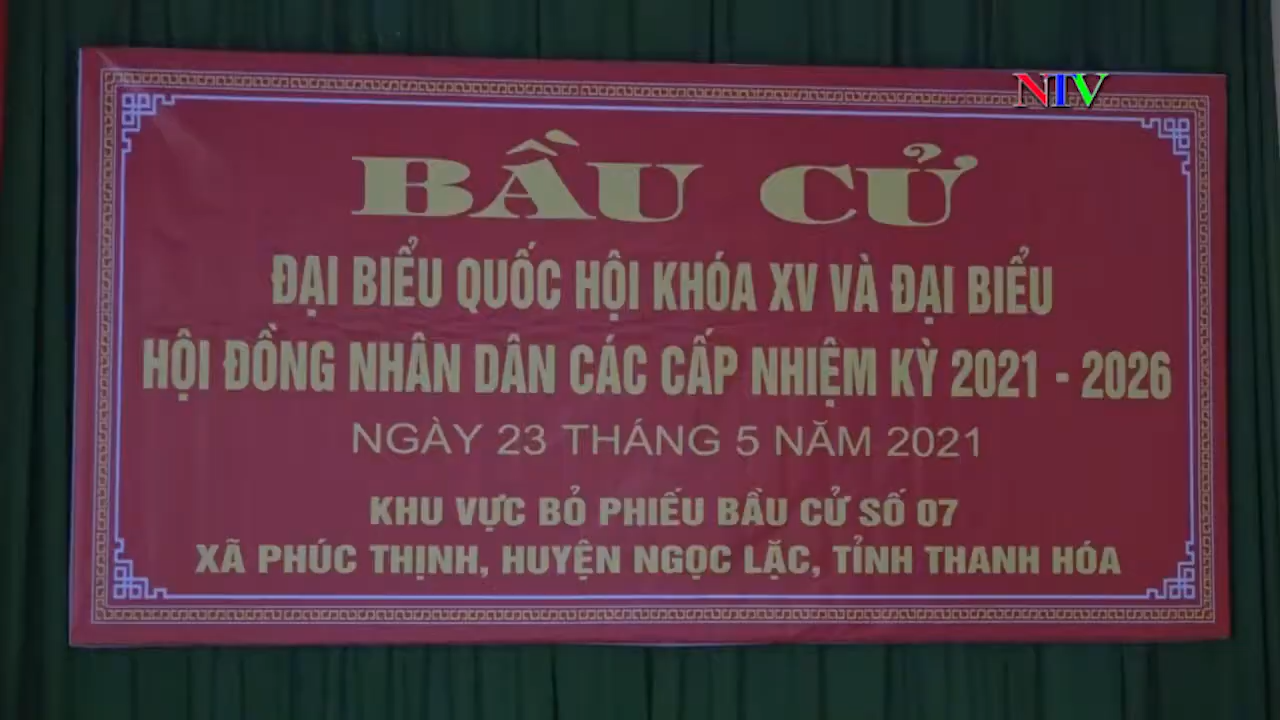 NTV
BẦU CỬ
ĐẠI BIỂU QUỐC HỘI KHÓA XV VÀ ĐẠI BIỂU
HỘI ĐỒNG NHÂN DÂN CÁC CẤP NHIỆM KỲ 2021 - 2026
NGÀY 23 THÁNG 5 NĂM 2021
KHU VỰC BỎ PHIẾU BẦU CỬ SỐ 07
XÃ PHÚC THỊNH, HUYỆN NGỌC LẶC, TỈNH THANH HÓA